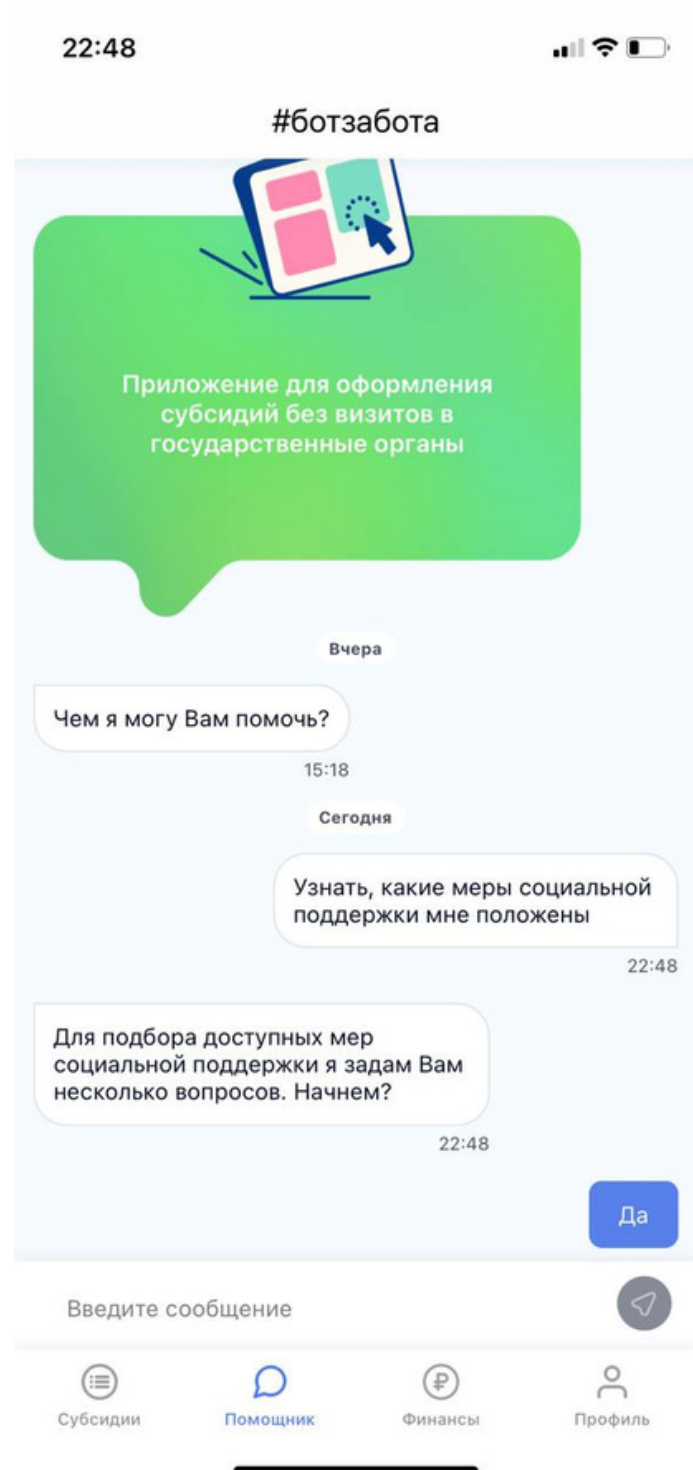 22:48
#ботзабота
Приложение для оформления
субсидий без визитов в
государственные органы
Вчера
Чем я могу Вам помочь?
15:18
Сегодня
Узнать, какие меры социальной
поддержки мне положены
22:48
Для подбора доступных мер
социальной поддержки я задам Вам
несколько вопросов. Начнем?
22:48
Да
Введите сообщение
Субсидии Помощник Финансы Профиль